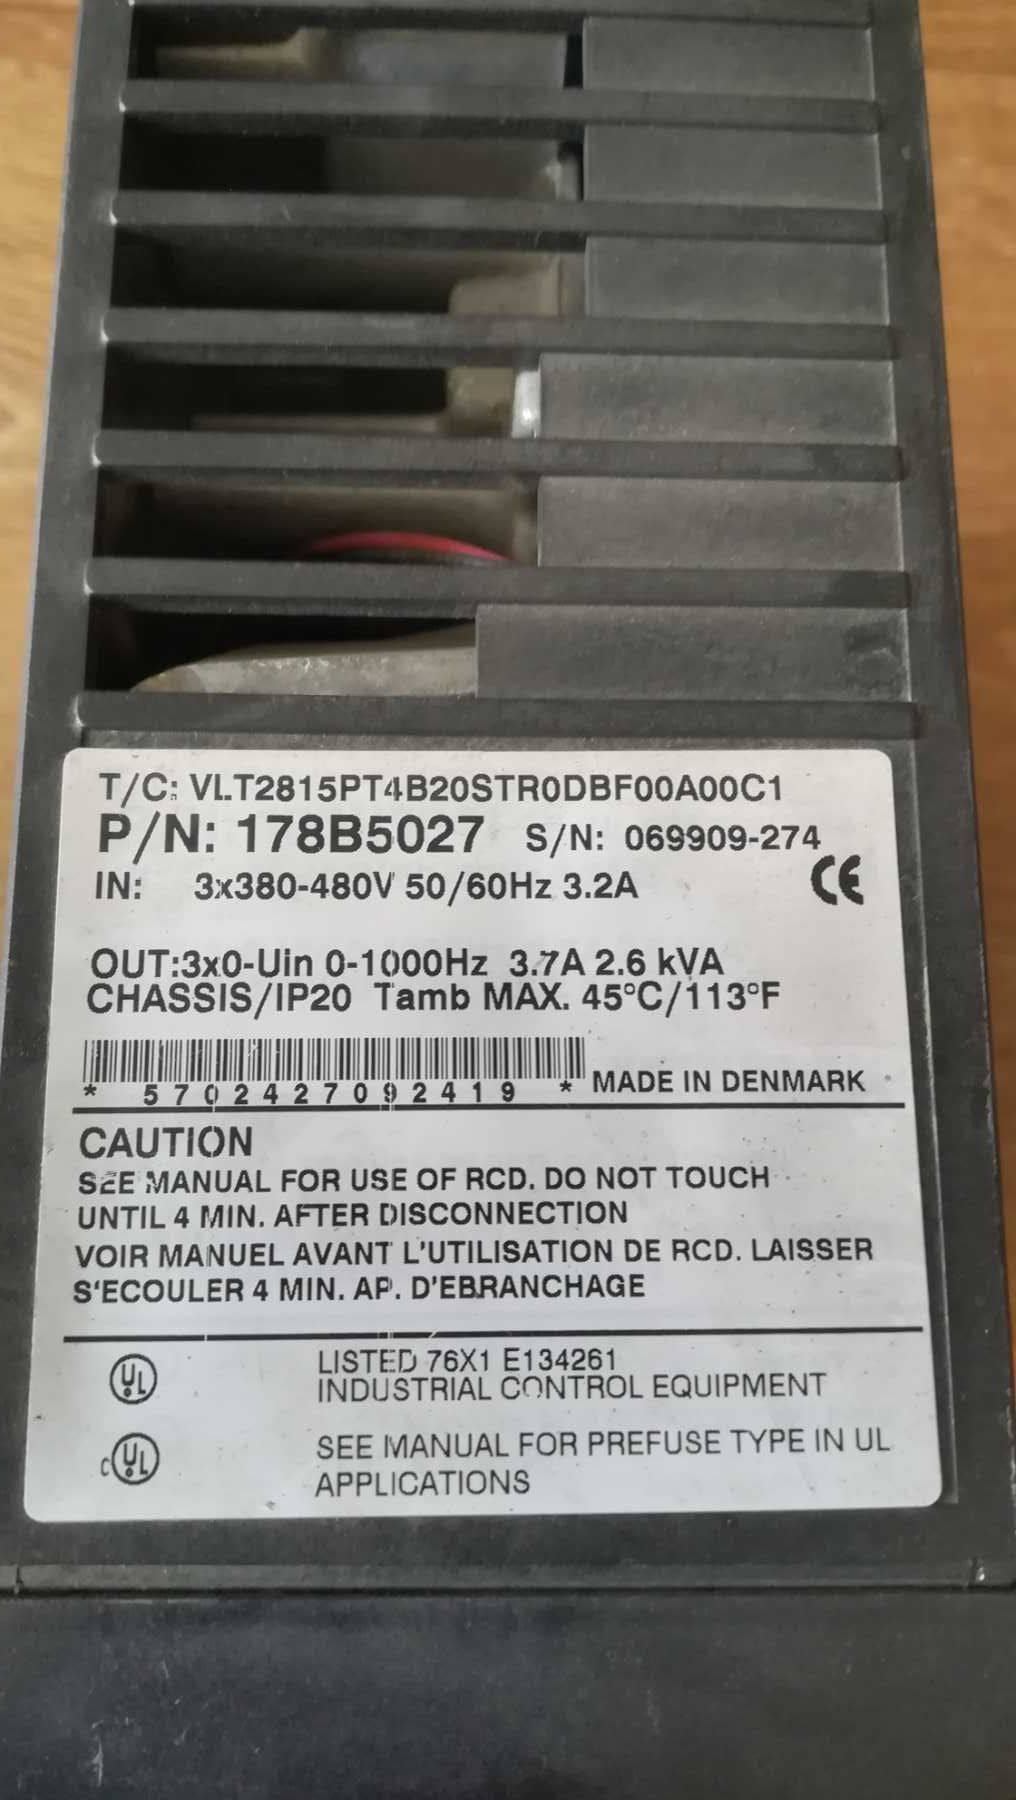 T/C: VLT2815PT4B20STR0DBF00A00C1
P/N: 178B5027 S/N: 069909-274
IN: 3x380-480V 50/60Hz 3.2A
CE
OUT:3x0-Uin 0-1000Hz 3.7A 2.6 kVA
CHASSIS/IP20 Tamb MAX. 45°C/113°F
* 5702427092419 * MADE IN DENMARK
CAUTION
SEE MANUAL FOR USE OF RCD. DO NOT TOUCH
UNTIL 4 MIN. AFTER DISCONNECTION
VOIR MANUEL AVANT L'UTILISATION DE RCD. LAISSER
S'ECOULER 4 MIN. AP. D'EBRANCHAGE
UL LISTED 76X1 E134261
INDUSTRIAL CONTROL EQUIPMENT
c UL SEE MANUAL FOR PREFUSE TYPE IN UL
APPLICATIONS